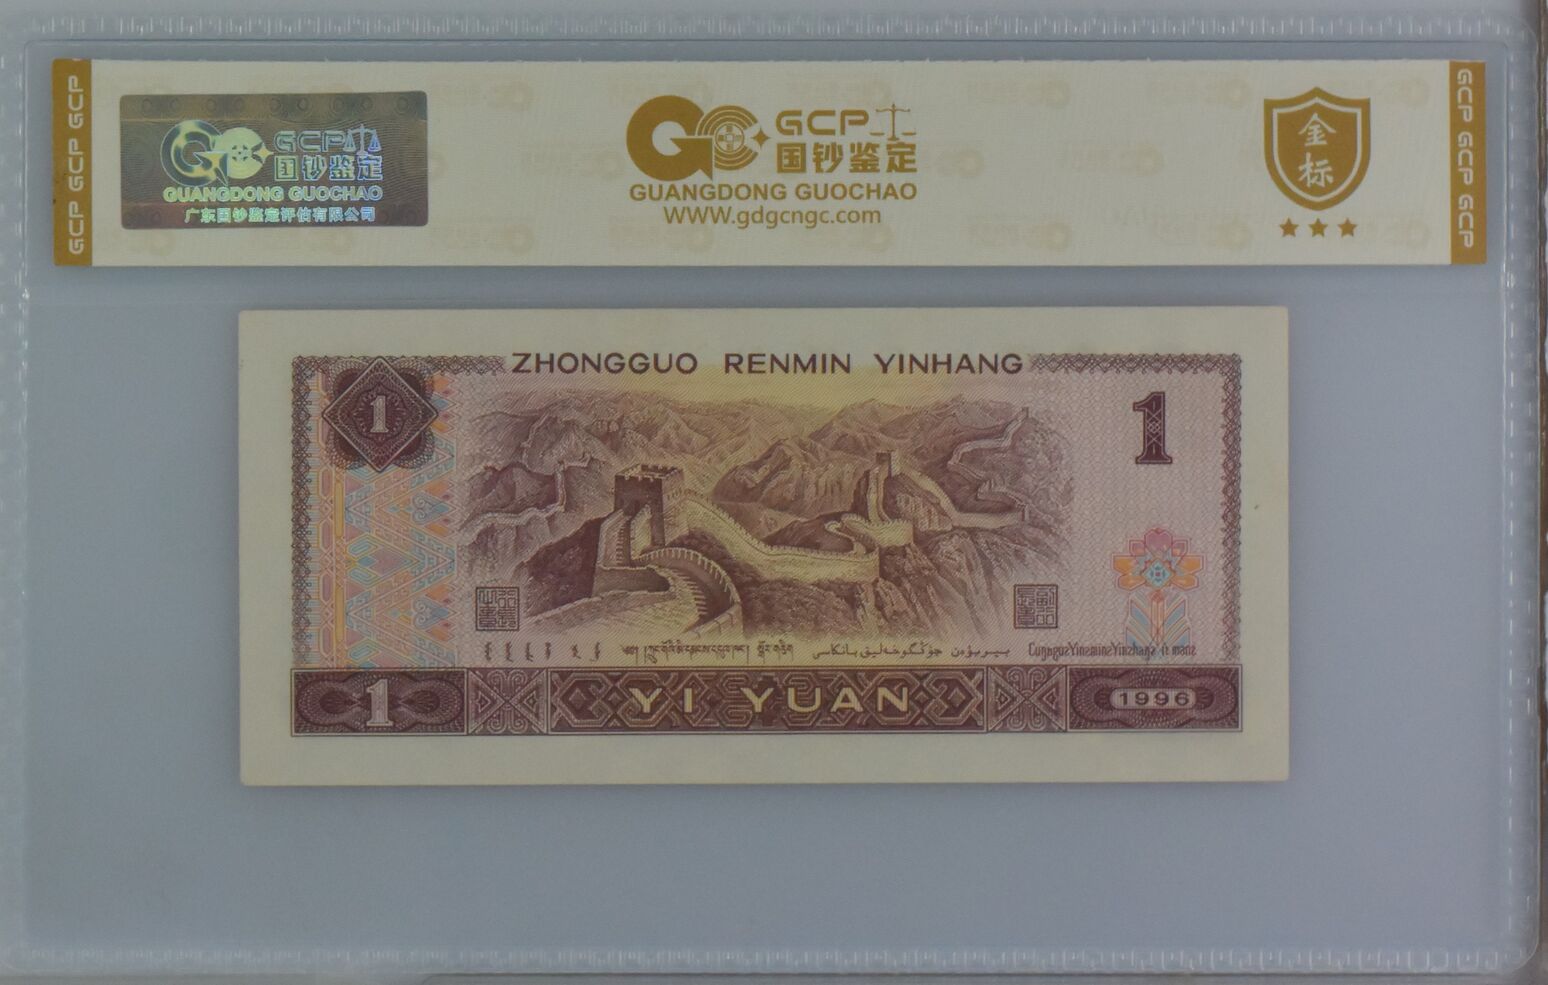 GCP GCP GCP
GCP
国钞鉴定
GUANGDONG GUOCHAO
广东国钞鉴定评估有限公司
GCP
国钞鉴定
GUANGDONG GUOCHAO
WWW.gdgcngc.com
金
标
GCP GCP GCP
ZHONGGUO RENMIN YINHANG
1
1
1
YI YUAN
1996